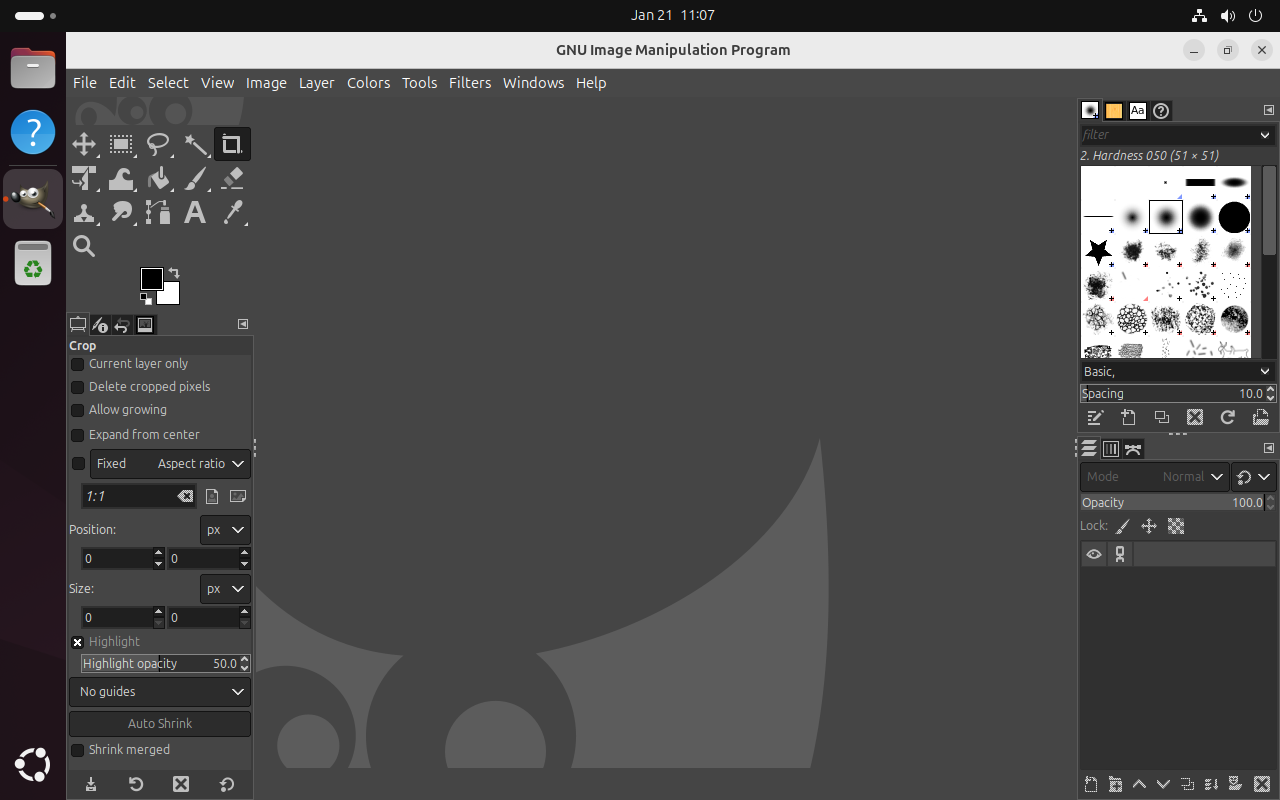 Jan 21 11:07
GNU Image Manipulation Program
File Edit Select View Image Layer Colors Tools Filters Windows Help
filter
2. Hardness 050 (51 × 51)
Basic,
Spacing 10.0
Mode Normal
Opacity 100.0
Lock:
Crop
Current layer only
Delete cropped pixels
Allow growing
Expand from center
Fixed Aspect ratio
1:1
Position: px
0 0
Size: px
0 0
Highlight
Highlight opacity 50.0
No guides
Auto Shrink
Shrink merged